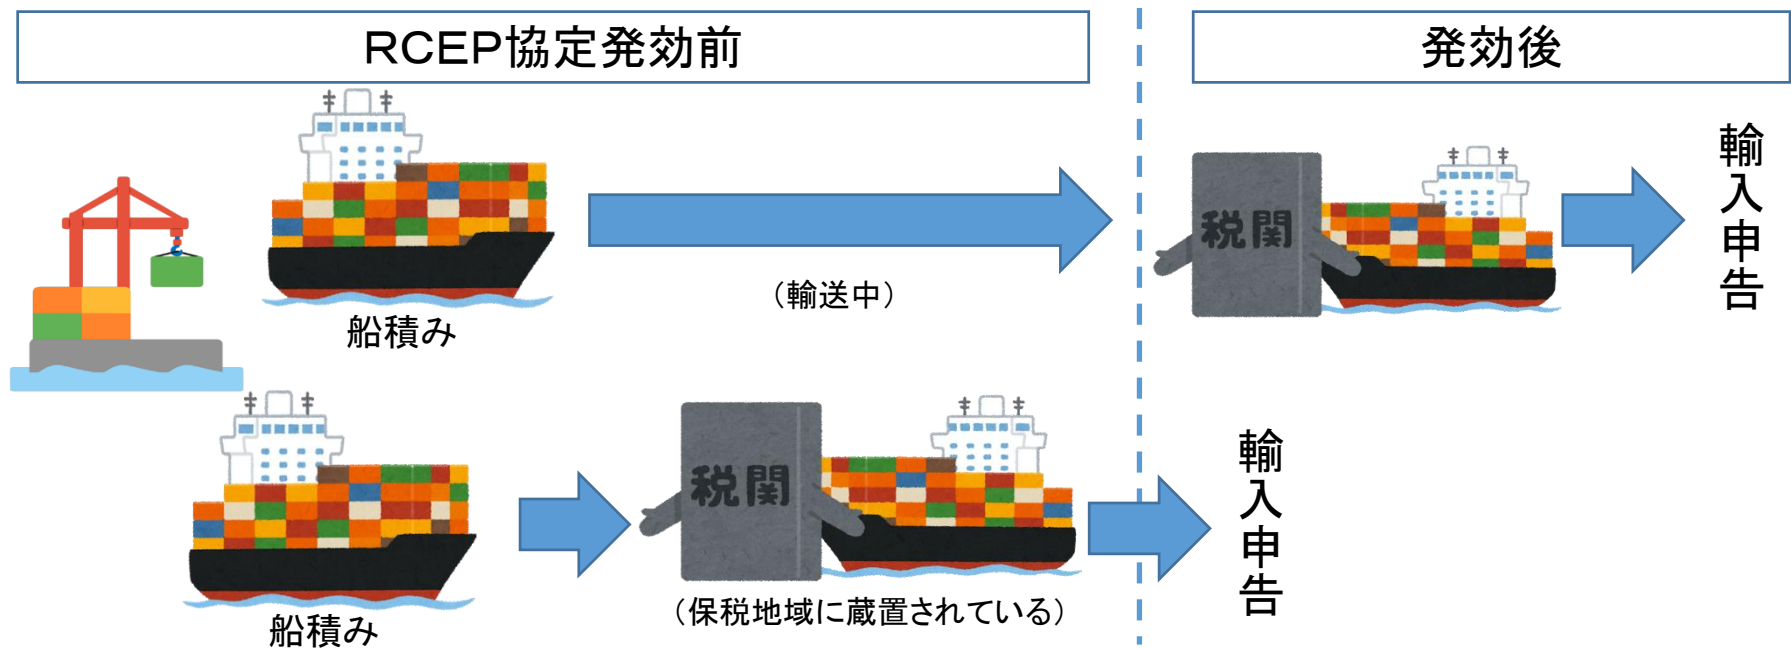 RCEP協定発効前
発効後
船積み
（輸送中）
税関
輸入申告
船積み
税関
（保税地域に蔵置されている）
輸入申告